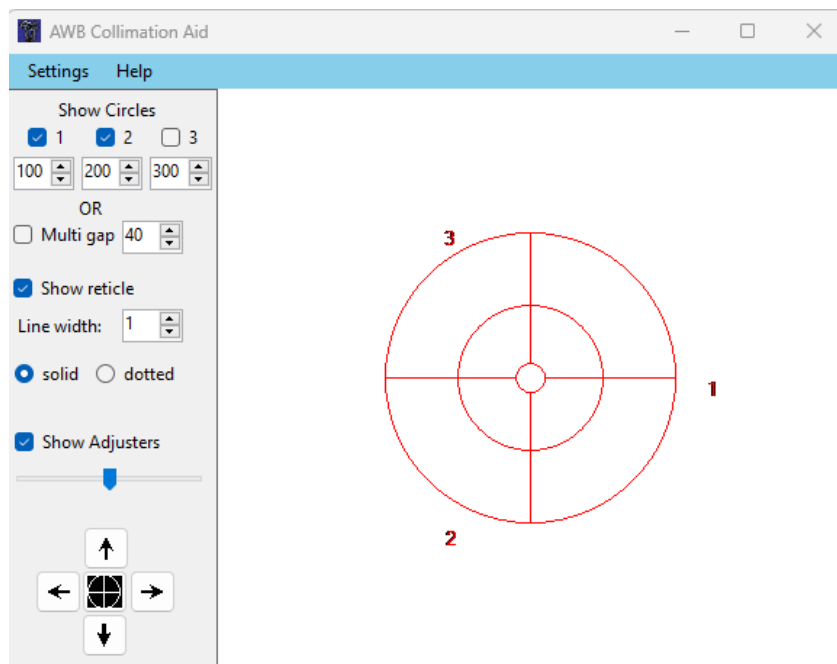 AWB Collimation Aid
Settings Help
Show Circles
1 2 3
100 200 300
OR
Multi gap 40
Show reticle
Line width: 1
solid dotted
Show Adjusters
3
1
2